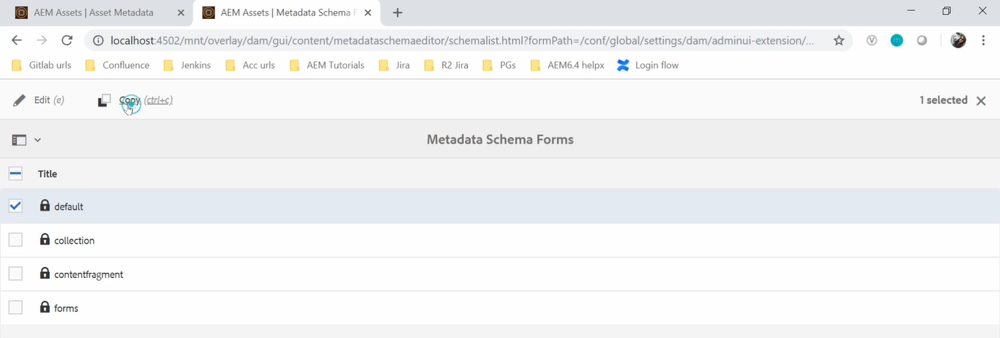 AEM Assets | Asset Metadata
AEM Assets | Metadata Schema F
localhost:4502/mnt/overlay/dam/gui/content/metadataschemaeditor/schemalist.html?formPath=/conf/global/settings/dam/adminui-extension/...
Gitlab urls Confluence Jenkins Acc urls AEM Tutorials Jira R2 Jira PGs AEM6.4 helpx Login flow
Edit (e) Copy (ctrl+c) 1 selected
Metadata Schema Forms
Title
default
collection
contentfragment
forms